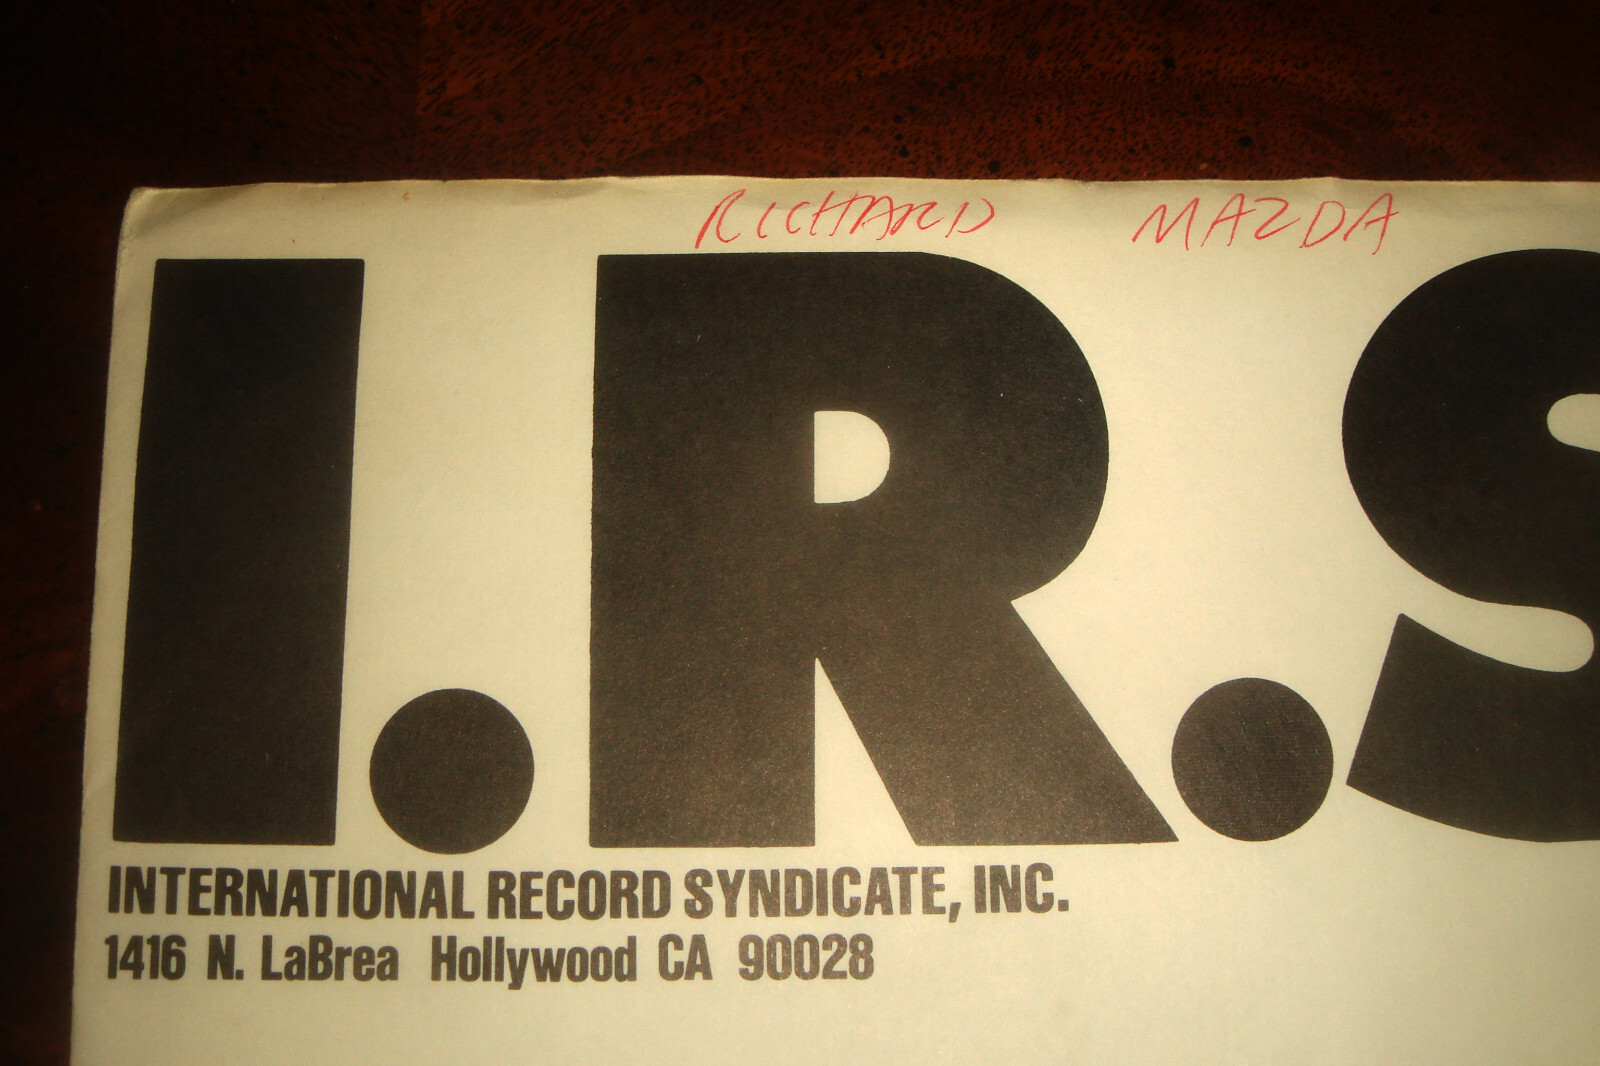 RICHARD MAZDA
I.R.S
INTERNATIONAL RECORD SYNDICATE, INC.
1416 N. LaBrea Hollywood CA 90028